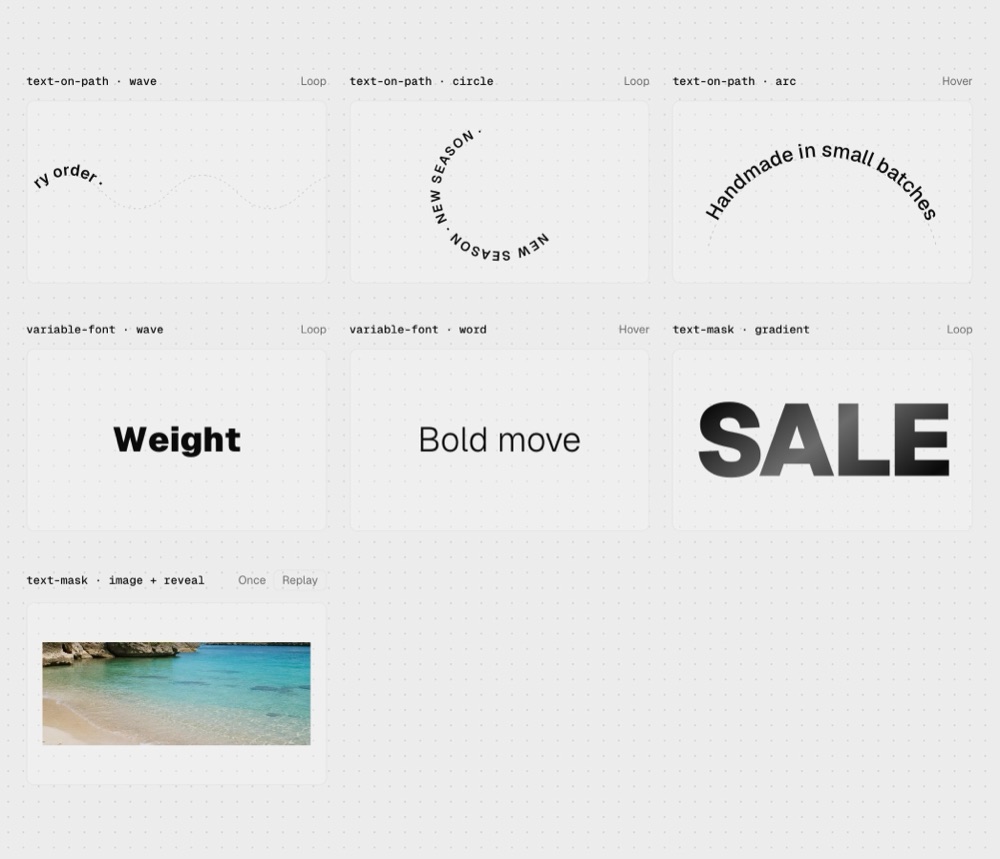 text-on-path · wave
Loop
text-on-path · circle
Loop
text-on-path · arc
Hover
ry order ·
NEW SEASON · NEW SEASON ·
Handmade in small batches
variable-font · wave
Loop
variable-font · word
Hover
text-mask · gradient
Loop
Weight
Bold move
SALE
text-mask · image + reveal
Once
Replay